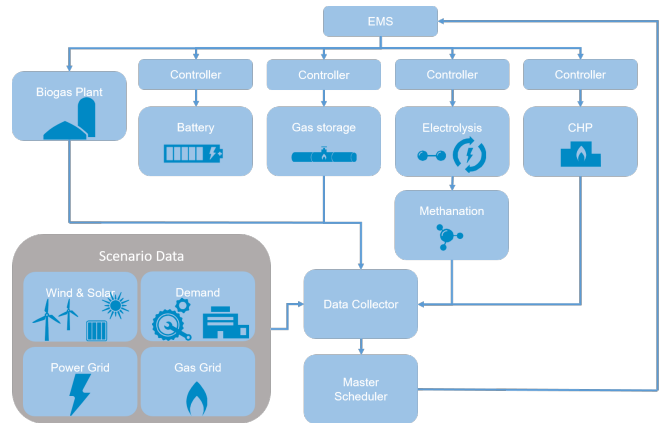 EMS
Controller
Controller
Controller
Controller
Biogas Plant
Battery
Gas storage
Electrolysis
CHP
Methanation
Scenario Data
Wind & Solar
Demand
Data Collector
Power Grid
Gas Grid
Master
Scheduler